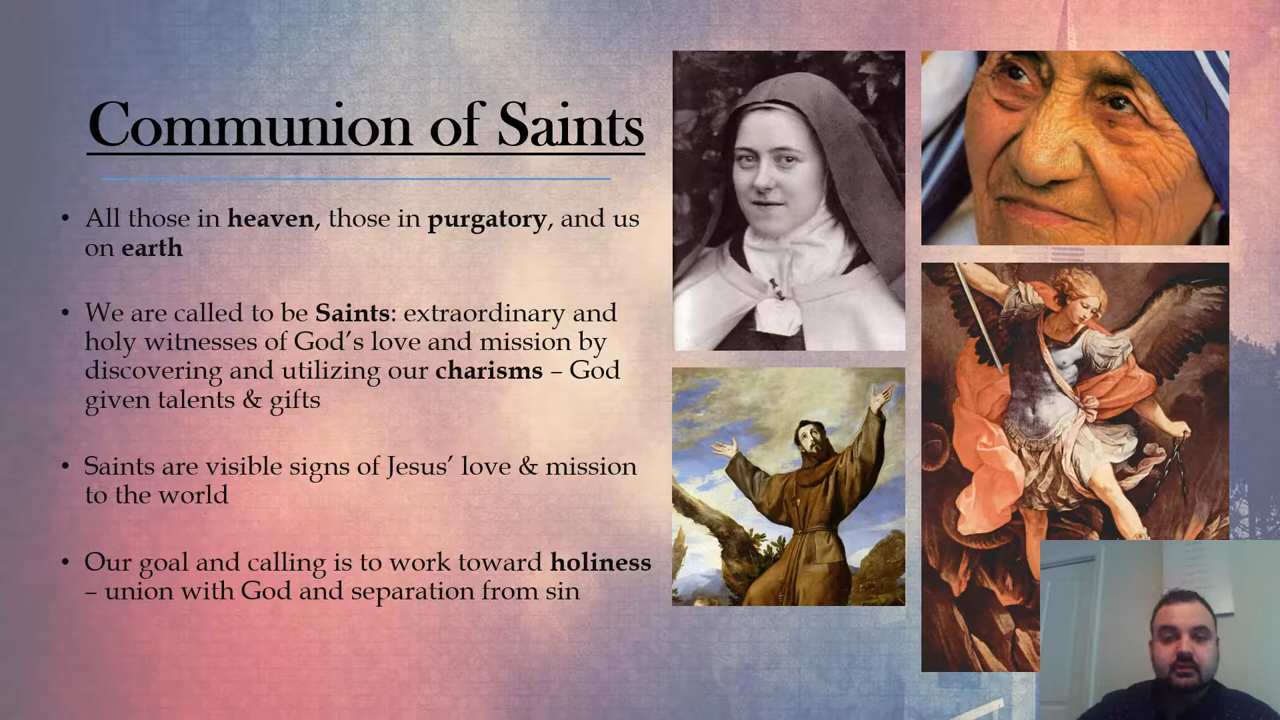 Communion of Saints
• All those in heaven, those in purgatory, and us
on earth
• We are called to be Saints: extraordinary and
holy witnesses of God’s love and mission by
discovering and utilizing our charisms – God
given talents & gifts
• Saints are visible signs of Jesus’ love & mission
to the world
• Our goal and calling is to work toward holiness
– union with God and separation from sin